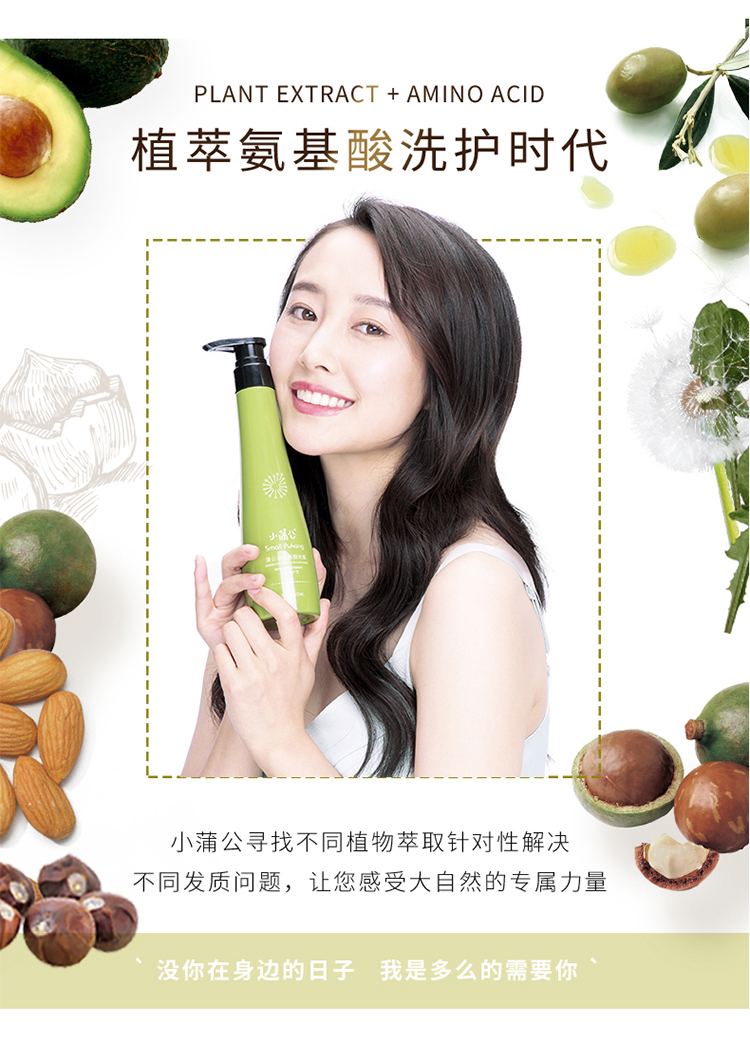 PLANT EXTRACT + AMINO ACID
植萃氨基酸洗护时代
小蒲公
Small Pukong
小蒲公寻找不同植物萃取针对性解决
不同发质问题，让您感受大自然的专属力量
` 没你在身边的日子 我是多么的需要你 `